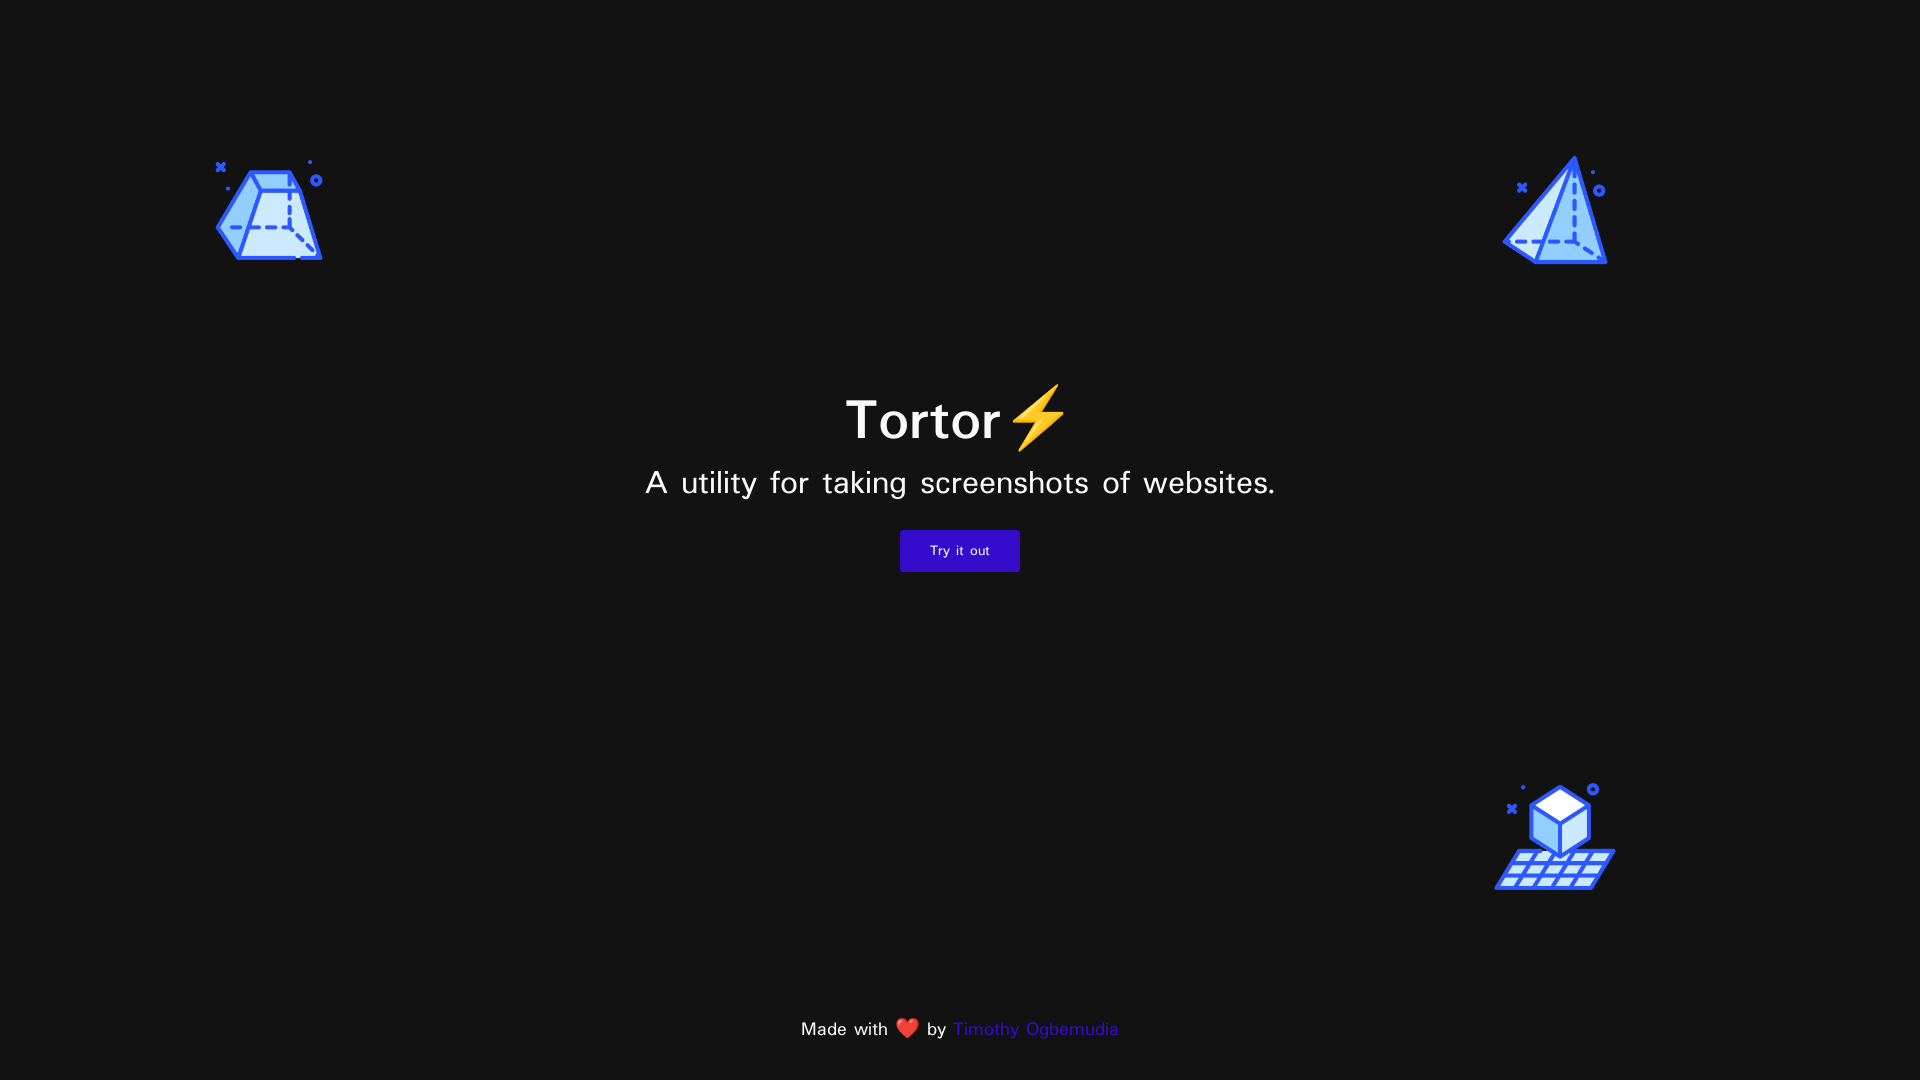 Tortor⚡
A utility for taking screenshots of websites.
Try it out
Made with ❤️ by Timothy Ogbemudia